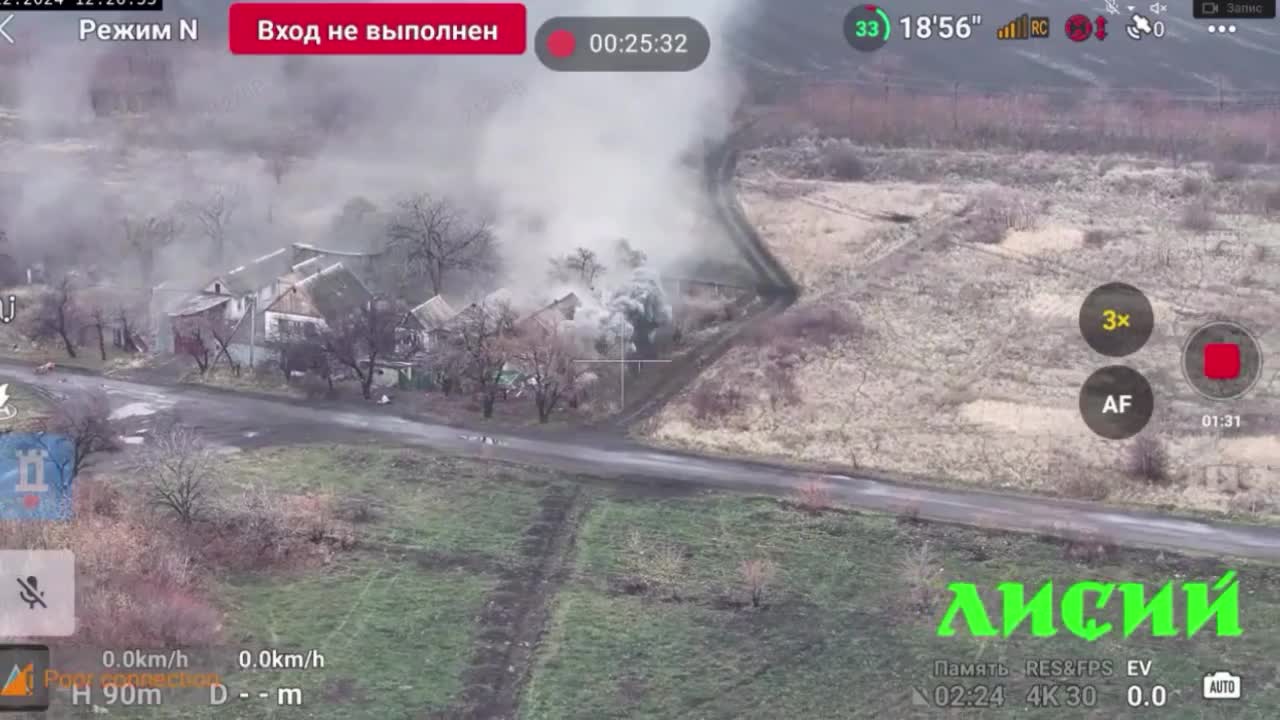 Режим N
Вход не выполнен
00:25:32
33
18'56"
RC
0
Запис
3×
AF
01:31
ЛИСИЙ
0.0km/h 0.0km/h
Poor connection
H 90m D - - m
Память RES&FPS EV
02:24 4K 30 0.0
AUTO